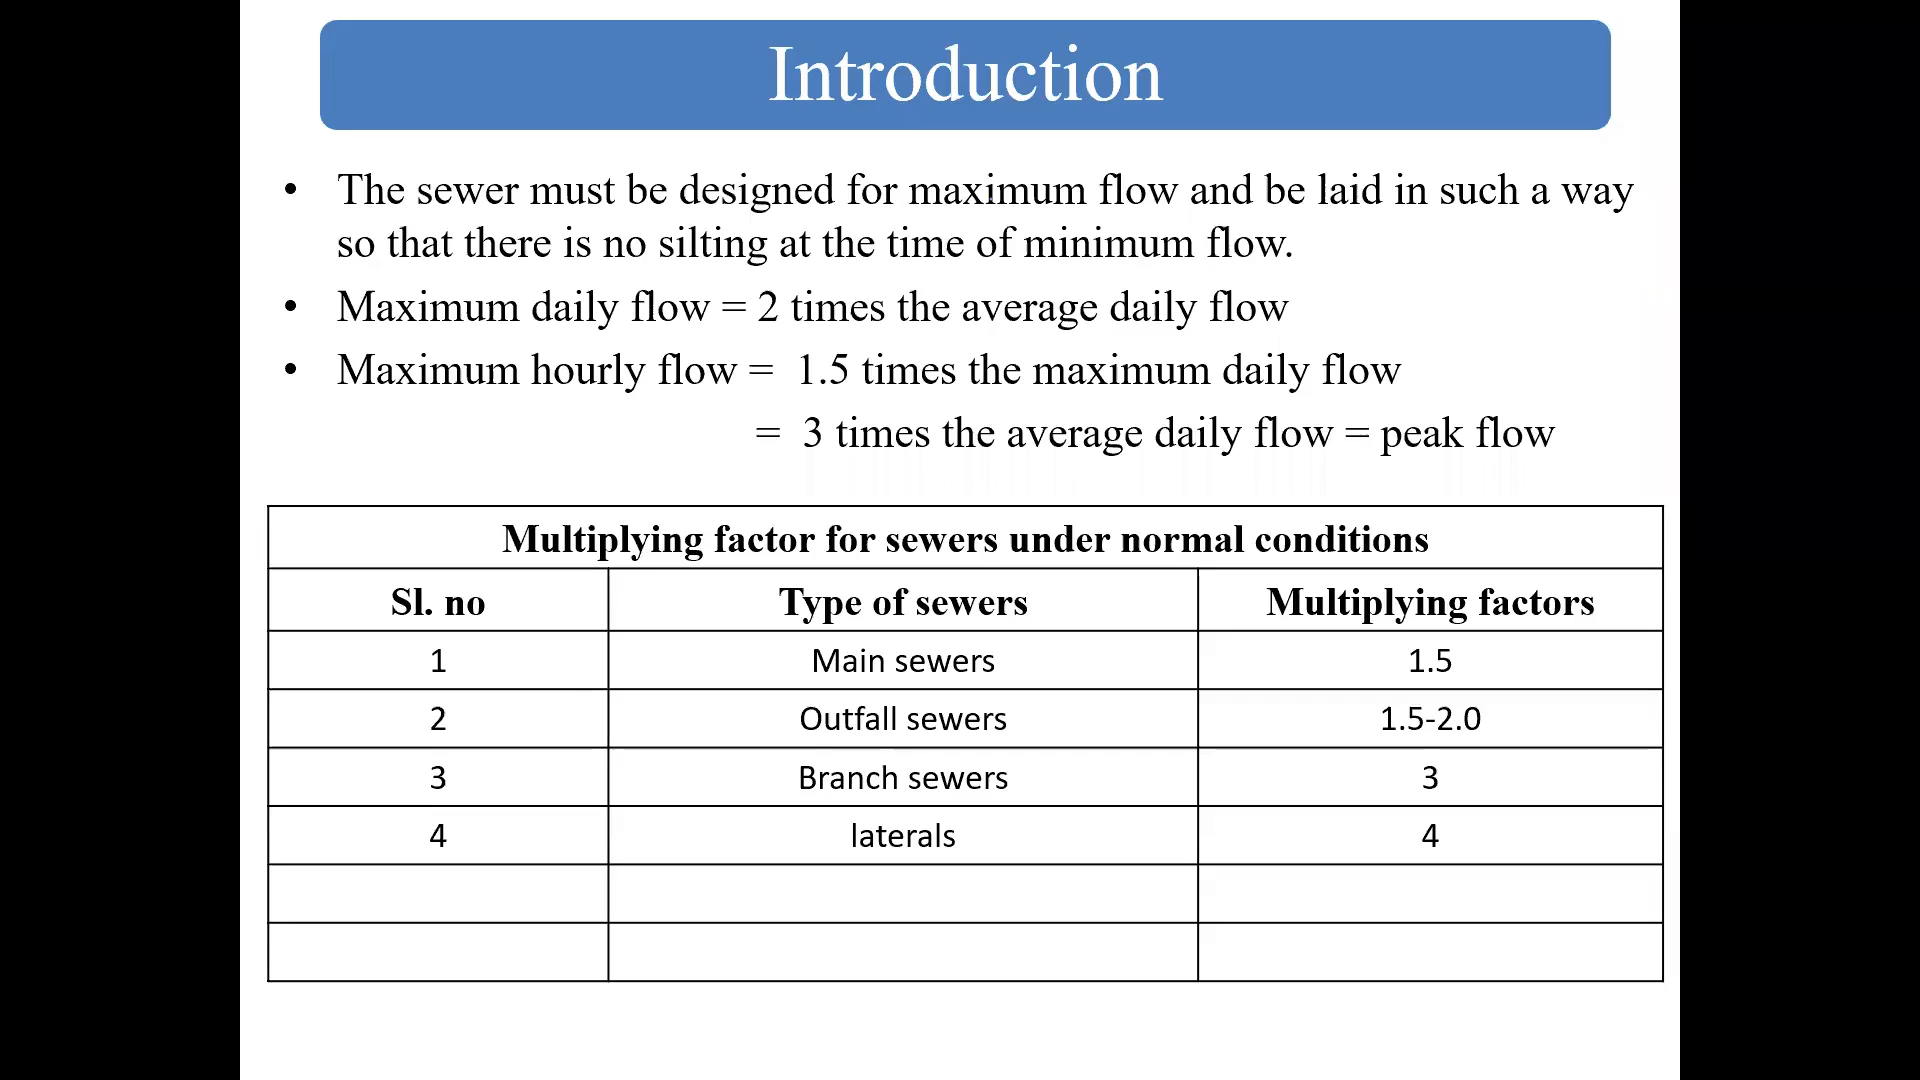 Introduction
• The sewer must be designed for maximum flow and be laid in such a way
so that there is no silting at the time of minimum flow.
• Maximum daily flow = 2 times the average daily flow
• Maximum hourly flow = 1.5 times the maximum daily flow
= 3 times the average daily flow = peak flow
Multiplying factor for sewers under normal conditions
Sl. no Type of sewers Multiplying factors
1 Main sewers 1.5
2 Outfall sewers 1.5-2.0
3 Branch sewers 3
4 laterals 4